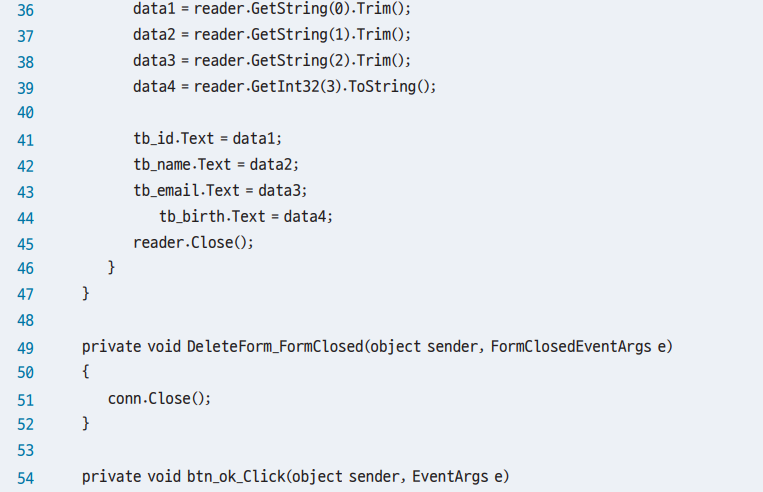 36 data1 = reader.GetString(0).Trim();
37 data2 = reader.GetString(1).Trim();
38 data3 = reader.GetString(2).Trim();
39 data4 = reader.GetInt32(3).ToString();
40
41 tb_id.Text = data1;
42 tb_name.Text = data2;
43 tb_email.Text = data3;
44 tb_birth.Text = data4;
45 reader.Close();
46 }
47 }
48
49 private void DeleteForm_FormClosed(object sender, FormClosedEventArgs e)
50 {
51 conn.Close();
52 }
53
54 private void btn_ok_Click(object sender, EventArgs e)